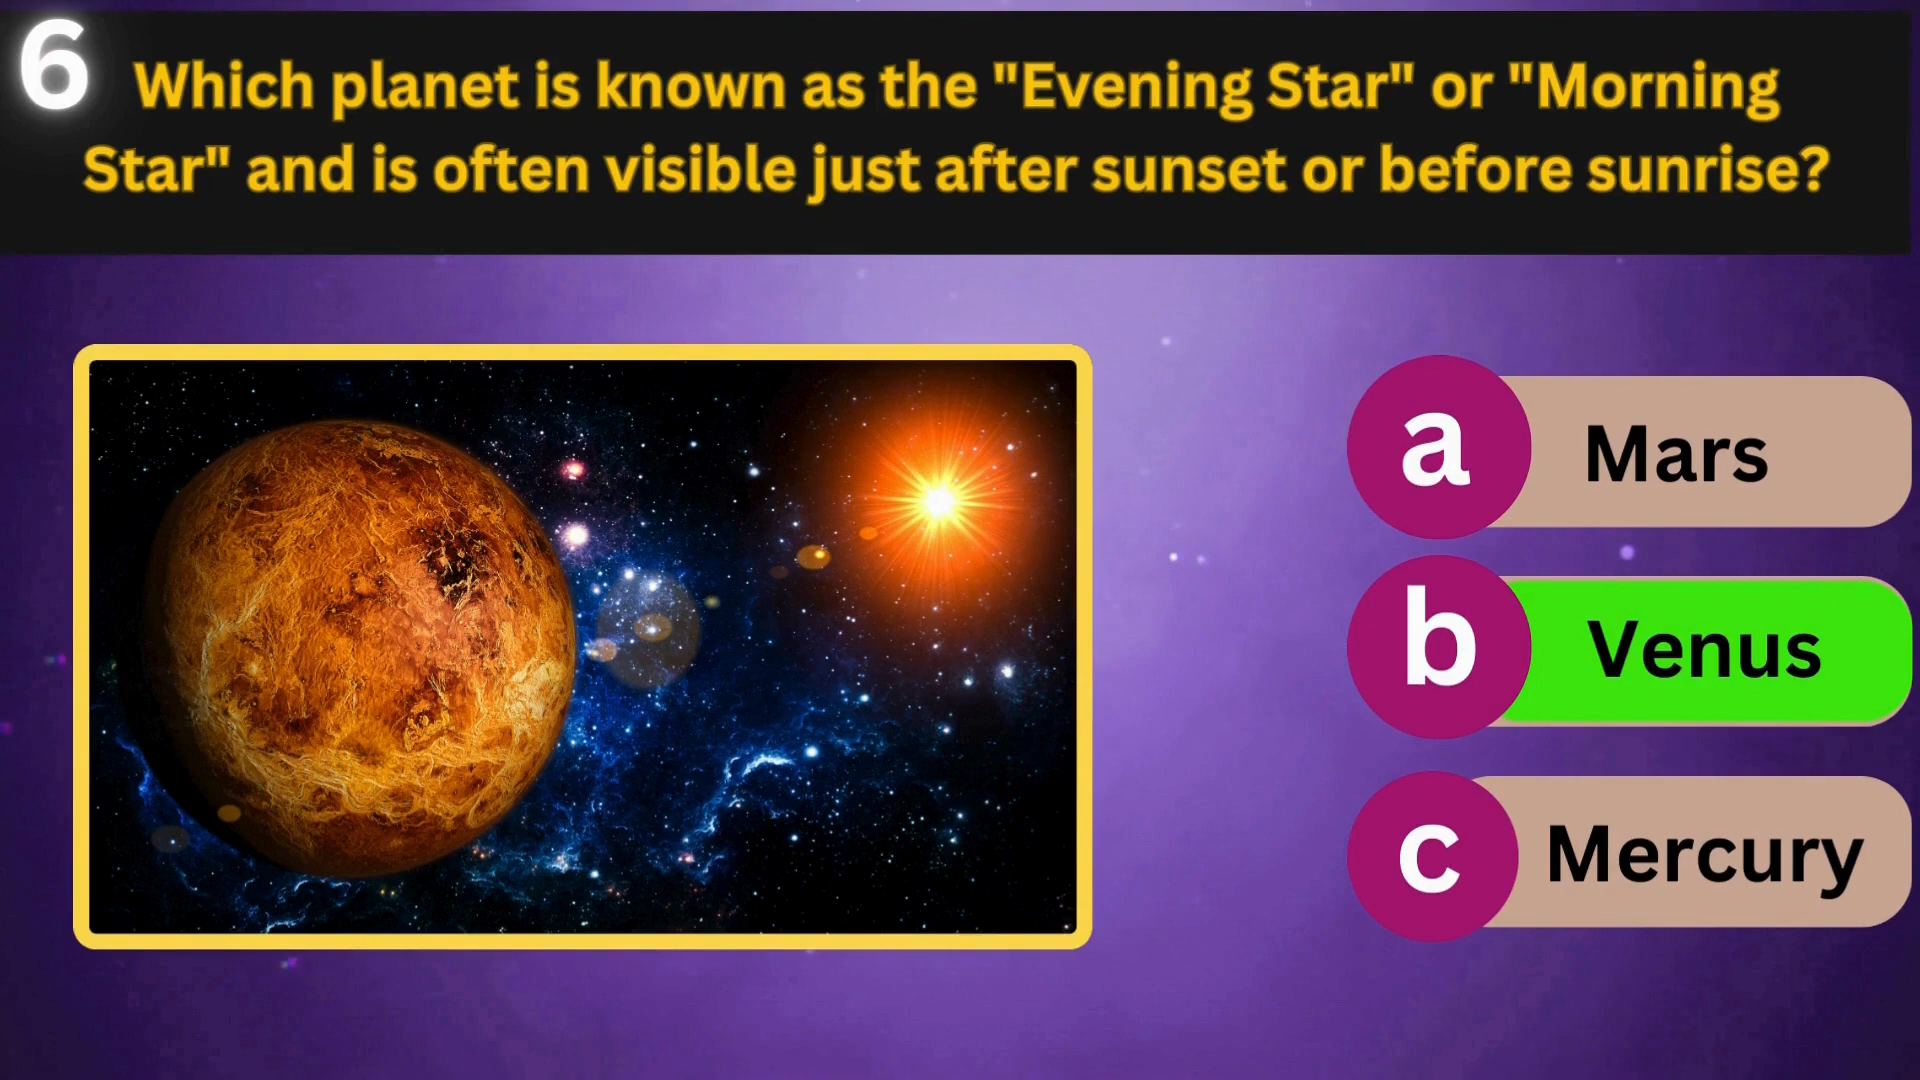 6
Which planet is known as the "Evening Star" or "Morning
Star" and is often visible just after sunset or before sunrise?
a Mars
b Venus
c Mercury